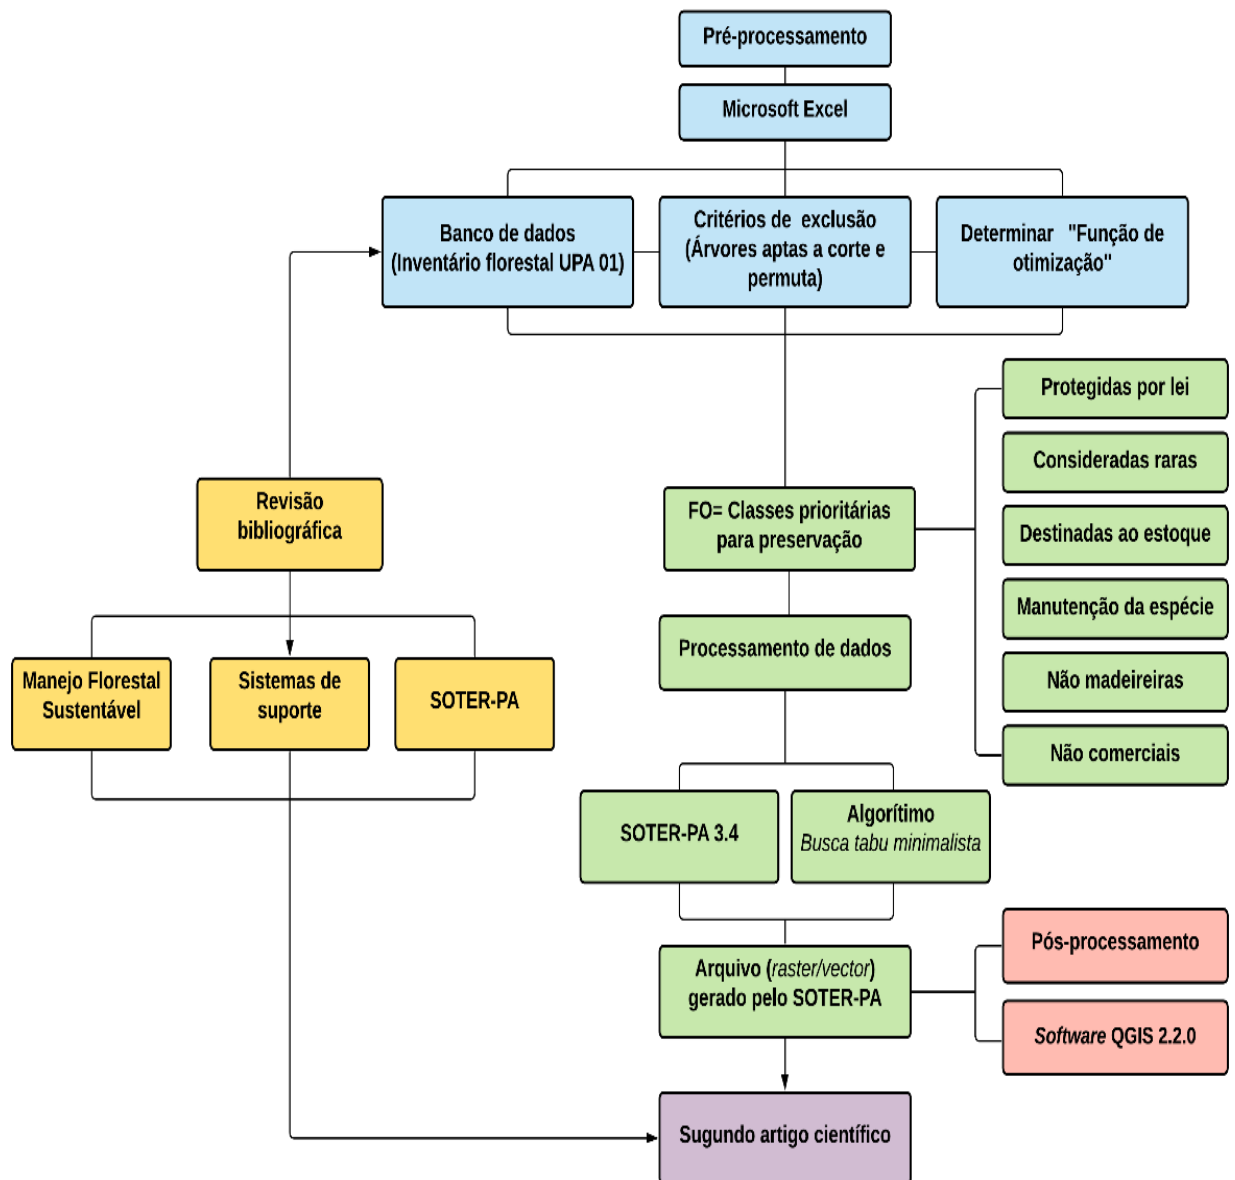 Pré-processamento
Microsoft Excel
Banco de dados
(Inventário florestal UPA 01)
Critérios de exclusão
(Árvores aptas a corte e
permuta)
Determinar "Função de
otimização"
Protegidas por lei
Consideradas raras
Destinadas ao estoque
Manutenção da espécie
Não madeireiras
Não comerciais
Revisão
bibliográfica
FO= Classes prioritárias
para preservação
Processamento de dados
Manejo Florestal
Sustentável
Sistemas de
suporte
SOTER-PA
SOTER-PA 3.4
Algorítimo
Busca tabu minimalista
Arquivo (raster/vector)
gerado pelo SOTER-PA
Pós-processamento
Software QGIS 2.2.0
Sugundo artigo científico